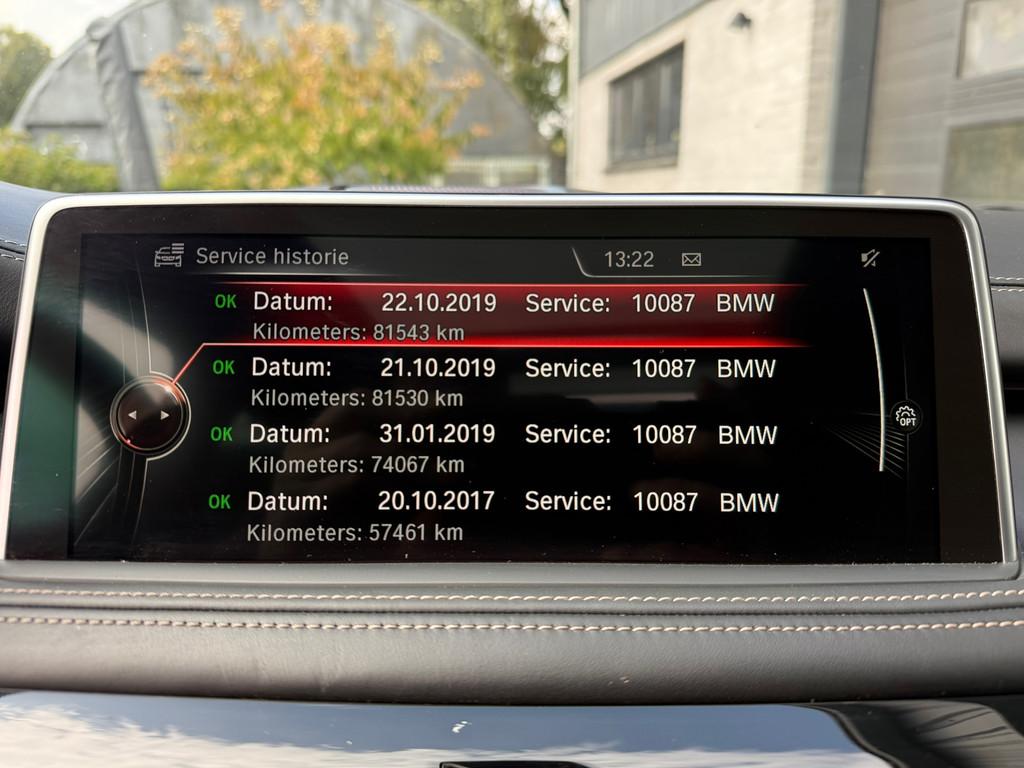 Service historie 13:22
OK Datum: 22.10.2019 Service: 10087 BMW
Kilometers: 81543 km
OK Datum: 21.10.2019 Service: 10087 BMW
Kilometers: 81530 km
OPT
OK Datum: 31.01.2019 Service: 10087 BMW
Kilometers: 74067 km
OK Datum: 20.10.2017 Service: 10087 BMW
Kilometers: 57461 km